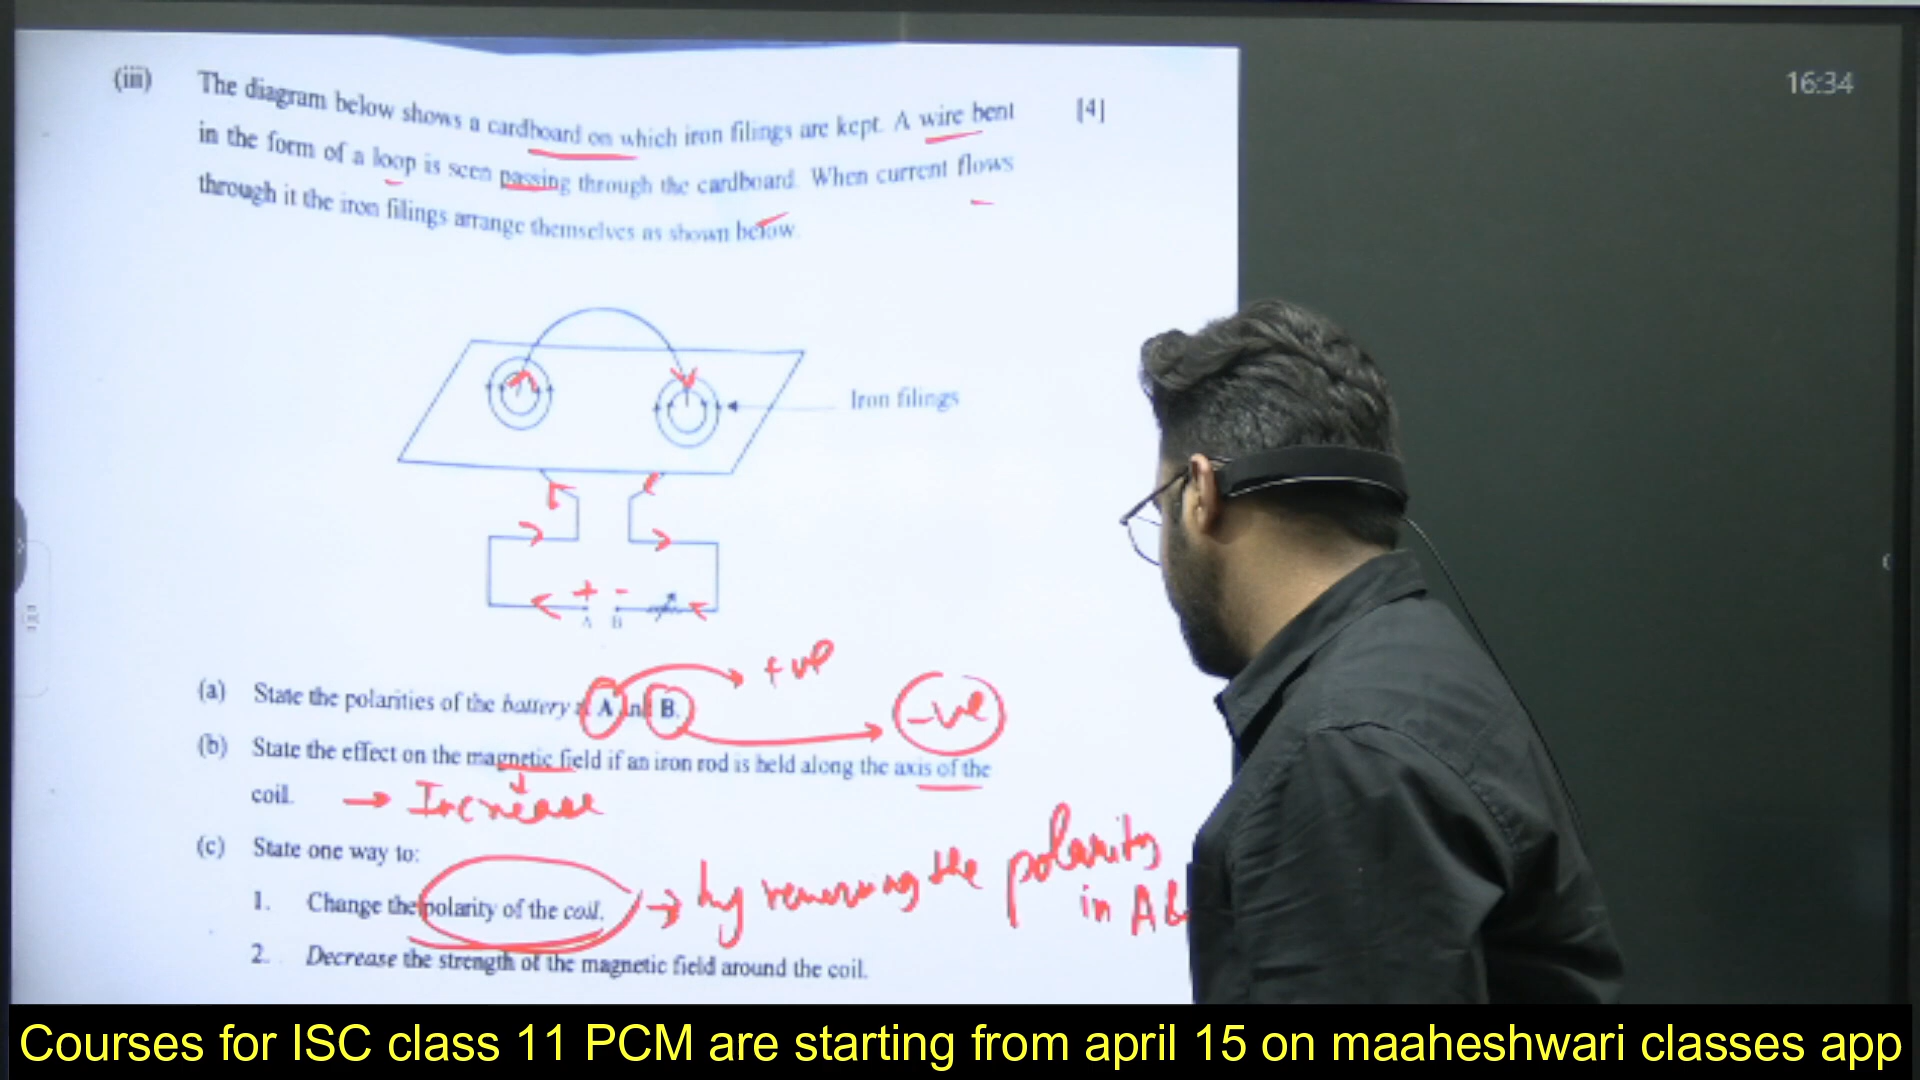 16:34
(iii) The diagram below shows a cardboard on which iron filings are kept. A wire bent [4]
in the form of a loop is seen passing through the cardboard. When current flows
through it the iron filings arrange themselves as shown below.
Iron filings
+ -
A B
(a) State the polarities of the battery A and B.
+ve
-ve
(b) State the effect on the magnetic field if an iron rod is held along the axis of the
coil. → Increase
(c) State one way to:
1. Change the polarity of the coil. → by the polarity
in A &
2. Decrease the strength of the magnetic field around the coil.
Courses for ISC class 11 PCM are starting from april 15 on maaheshwari classes app